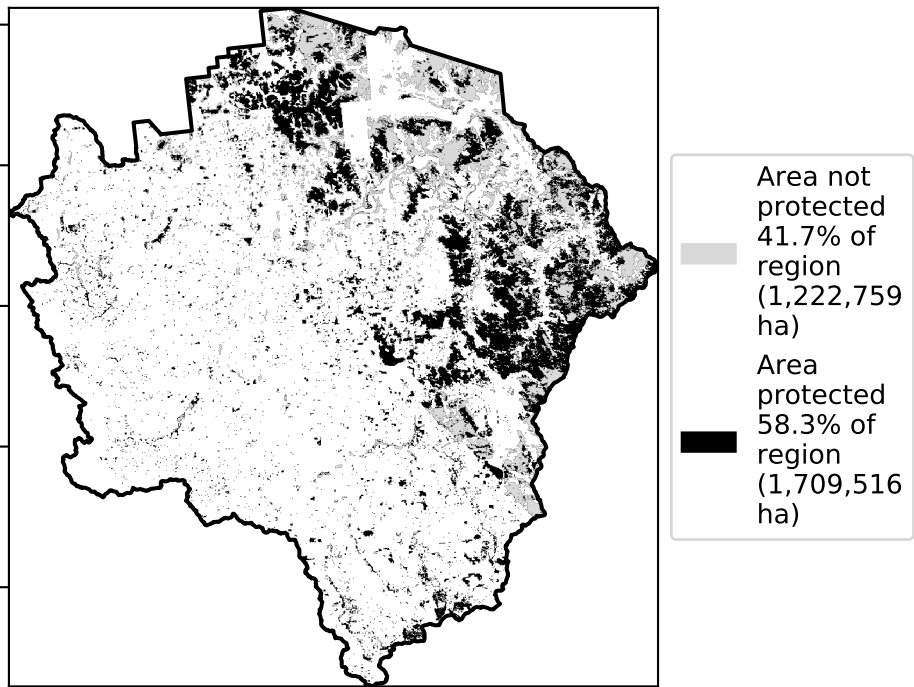 Area not
protected
41.7% of
region
(1,222,759
ha)
Area
protected
58.3% of
region
(1,709,516
ha)